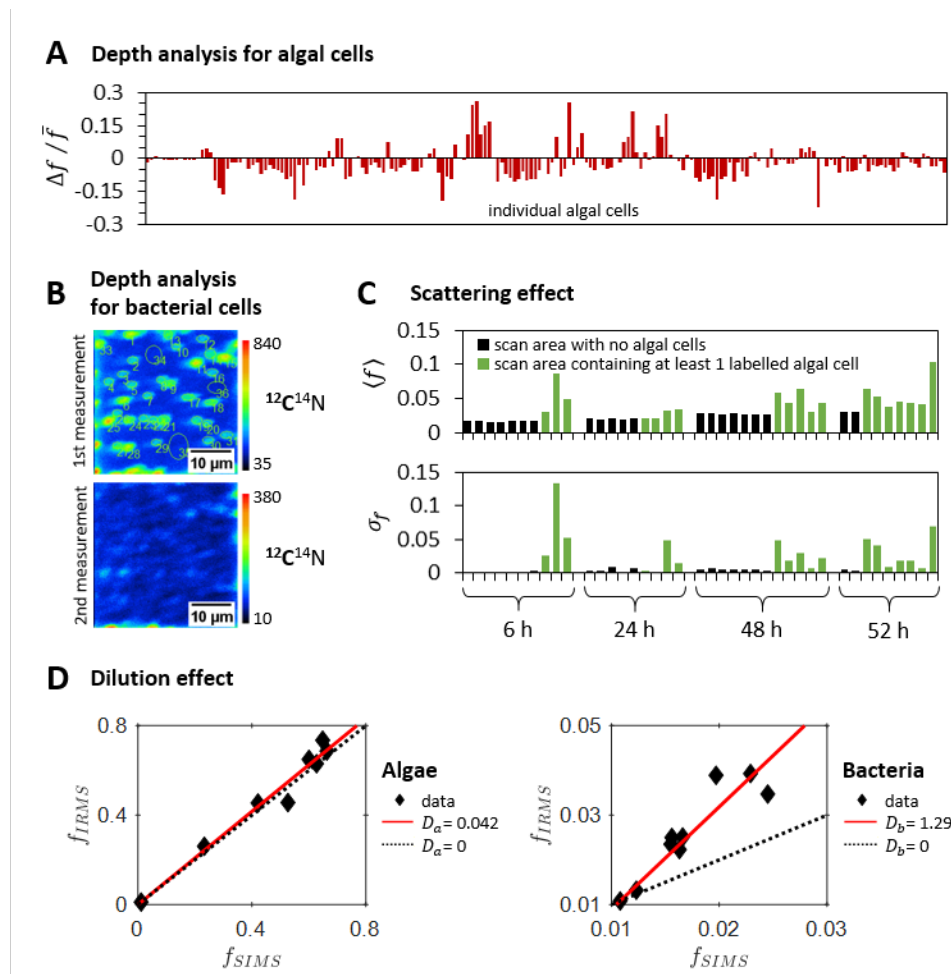 A Depth analysis for algal cells
Δf / f̄
0.3
0.15
0
-0.15
-0.3
individual algal cells
B Depth analysis
for bacterial cells
1st measurement
10 µm
840
¹²C¹⁴N
35
2nd measurement
10 µm
380
¹²C¹⁴N
10
C Scattering effect
⟨f⟩
0.15
0.1
0.05
0
scan area with no algal cells
scan area containing at least 1 labelled algal cell
σf
0.15
0.1
0.05
0
6 h 24 h 48 h 52 h
D Dilution effect
fIRMS
0.8
0.4
0
0 0.4 0.8
fSIMS
Algae
data
Da = 0.042
Da = 0
fIRMS
0.05
0.03
0.01
0.01 0.02 0.03
fSIMS
Bacteria
data
Db = 1.29
Db = 0